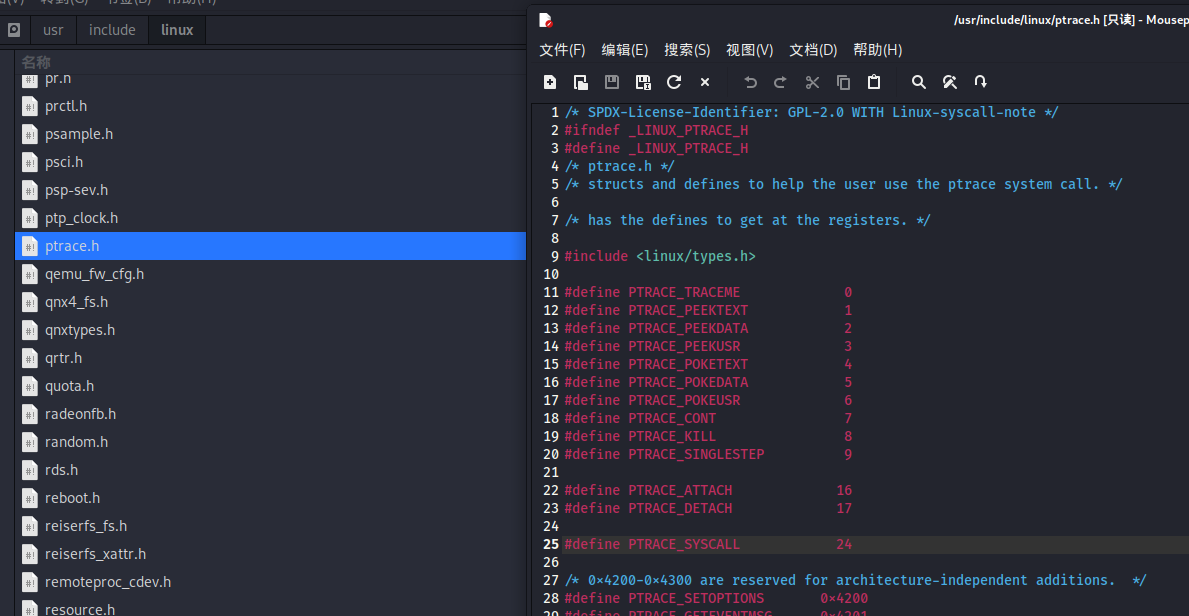 usr include linux
名称
pr.h
prctl.h
psample.h
psci.h
psp-sev.h
ptp_clock.h
ptrace.h
qemu_fw_cfg.h
qnx4_fs.h
qnxtypes.h
qrtr.h
quota.h
radeonfb.h
random.h
rds.h
reboot.h
reiserfs_fs.h
reiserfs_xattr.h
remoteproc_cdev.h
resource.h
/usr/include/linux/ptrace.h [只读] - Mousep
文件(F) 编辑(E) 搜索(S) 视图(V) 文档(D) 帮助(H)
1 /* SPDX-License-Identifier: GPL-2.0 WITH Linux-syscall-note */
2 #ifndef _LINUX_PTRACE_H
3 #define _LINUX_PTRACE_H
4 /* ptrace.h */
5 /* structs and defines to help the user use the ptrace system call. */
6
7 /* has the defines to get at the registers. */
8
9 #include <linux/types.h>
10
11 #define PTRACE_TRACEME 0
12 #define PTRACE_PEEKTEXT 1
13 #define PTRACE_PEEKDATA 2
14 #define PTRACE_PEEKUSR 3
15 #define PTRACE_POKETEXT 4
16 #define PTRACE_POKEDATA 5
17 #define PTRACE_POKEUSR 6
18 #define PTRACE_CONT 7
19 #define PTRACE_KILL 8
20 #define PTRACE_SINGLESTEP 9
21
22 #define PTRACE_ATTACH 16
23 #define PTRACE_DETACH 17
24
25 #define PTRACE_SYSCALL 24
26
27 /* 0x4200-0x4300 are reserved for architecture-independent additions. */
28 #define PTRACE_SETOPTIONS 0x4200
29 #define PTRACE_GETEVENTMSG 0x4201